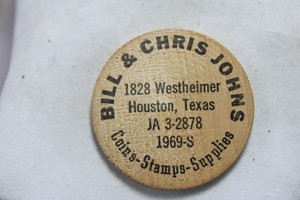 BILL & CHRIS JOHNS
1828 Westheimer
Houston, Texas
JA 3-2878
1969-S
Coins-Stamps-Supplies